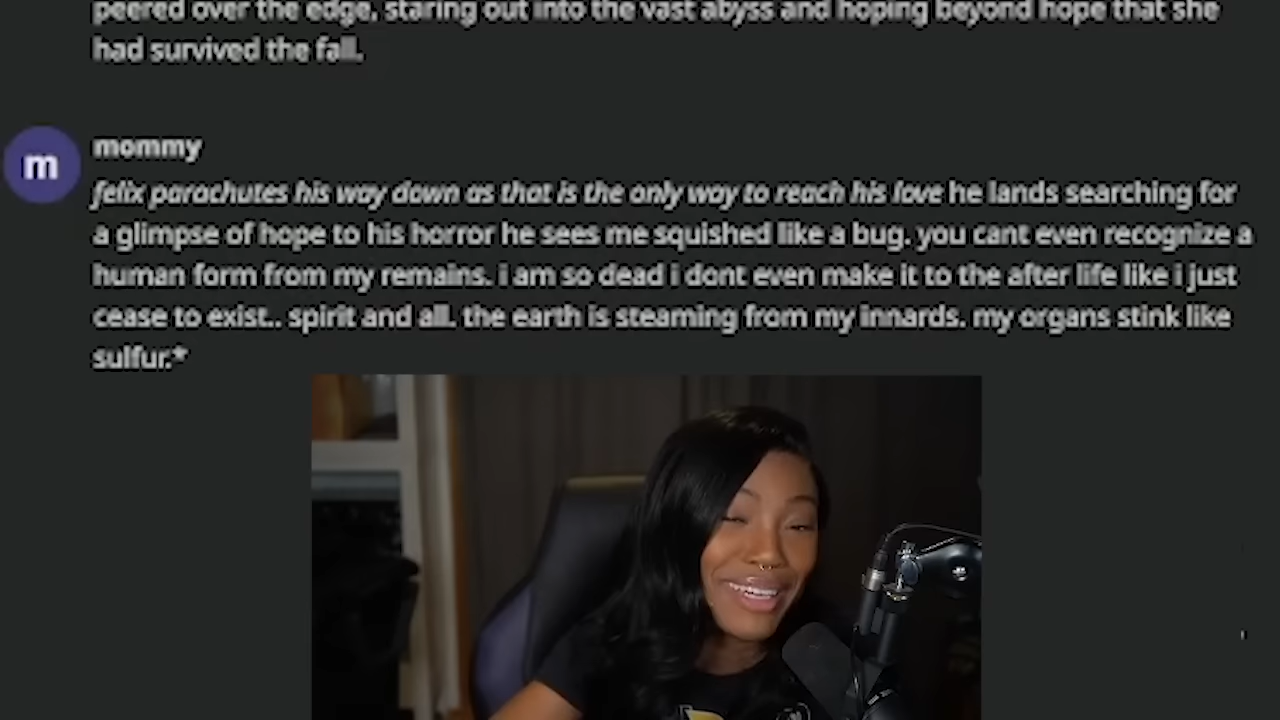 peered over the edge, staring out into the vast abyss and hoping beyond hope that she
had survived the fall.
m
mommy
felix parachutes his way down as that is the only way to reach his love he lands searching for
a glimpse of hope to his horror he sees me squished like a bug. you cant even recognize a
human form from my remains. i am so dead i dont even make it to the after life like i just
cease to exist.. spirit and all. the earth is steaming from my innards. my organs stink like
sulfur.*